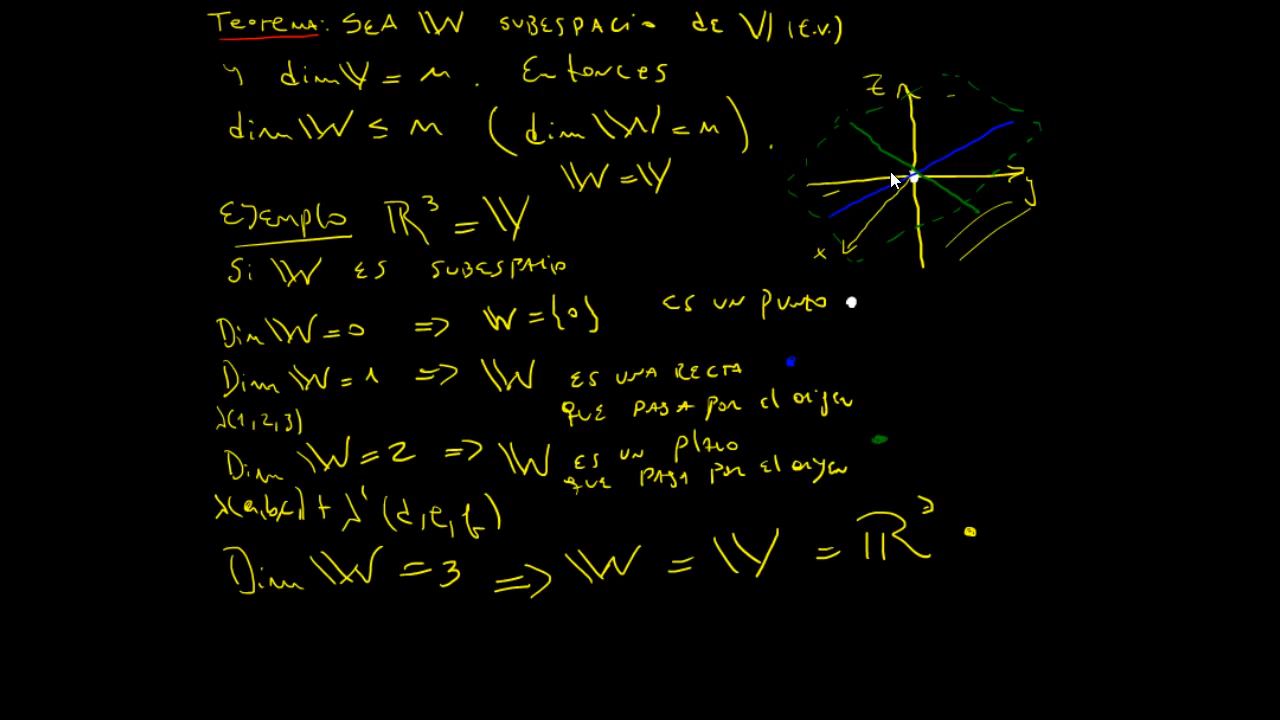 Teorema: SEA W SUBESPACIO de V (E.V.)
y dim V = n. Entonces
dim W ≤ n (dim W = n).
W = V
z
y
x
EJEMPLO ℝ³ = V
Si W ES SUBESPACIO
Dim W = 0 => W = {0} ES UN PUNTO
Dim W = 1 => W ES UNA RECTA
QUE PASA POR el origen
λ(1,2,3)
Dim W = 2 => W ES UN PLANO
QUE PASA POR El origen
λ(a,b,c) + λ'(d,e,f)
Dim W = 3 => W = V = ℝ³